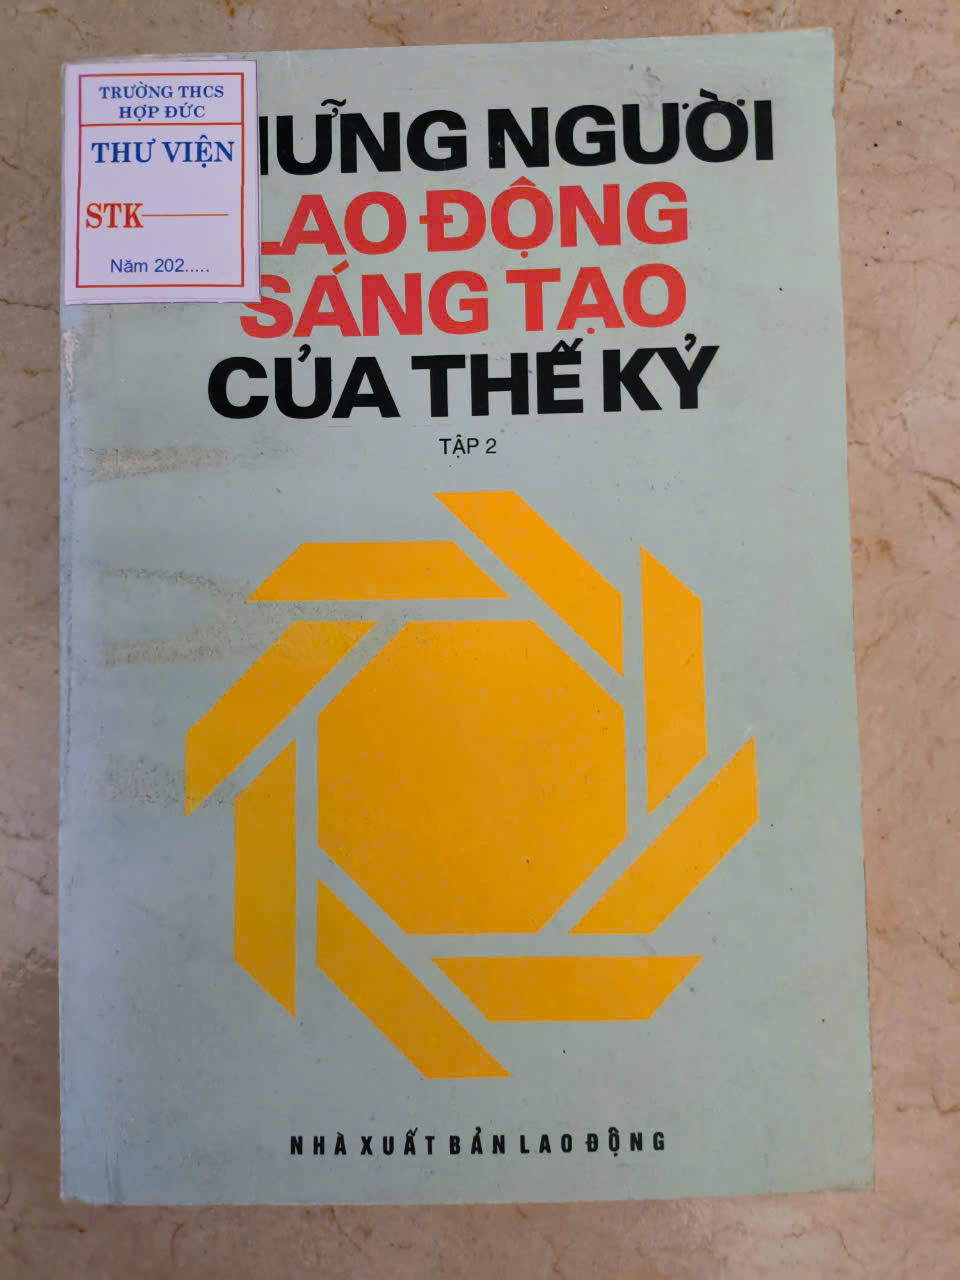 TRƯỜNG THCS
HỢP ĐỨC
THƯ VIỆN
STK
Năm 202.....
NGƯỜI
LAO ĐỘNG
SÁNG TẠO
CỦA THẾ KỶ
TẬP 2
NHÀ XUẤT BẢN LAO ĐỘNG